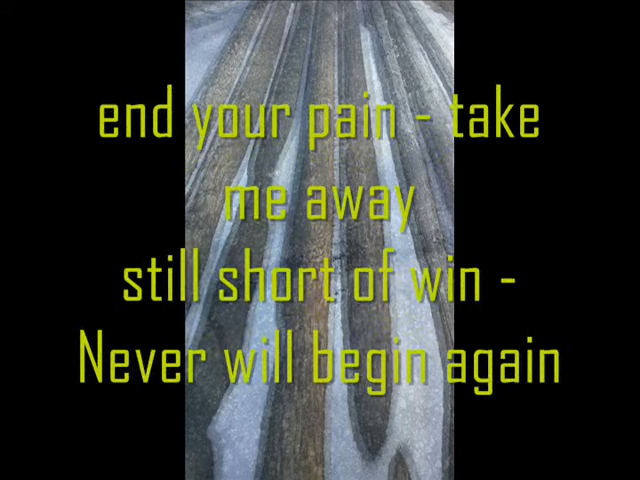 end your pain - take
me away
still short of win -
Never will begin again